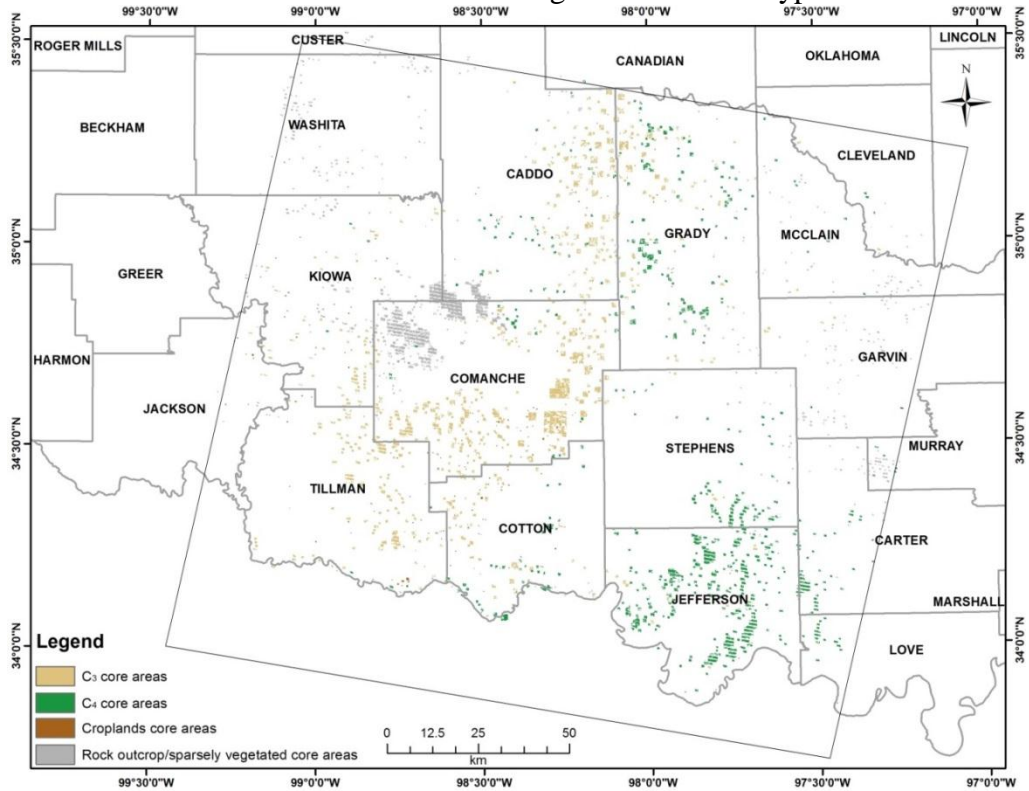 99°30'0"W 99°0'0"W 98°30'0"W 98°0'0"W 97°30'0"W 97°0'0"W
35°30'0"N
35°30'0"N
ROGER MILLS
CUSTER
LINCOLN
CANADIAN
OKLAHOMA
N
BECKHAM
WASHITA
CLEVELAND
CADDO
GRADY
MCCLAIN
35°0'0"N
35°0'0"N
GREER
KIOWA
HARMON
GARVIN
COMANCHE
JACKSON
34°30'0"N
34°30'0"N
STEPHENS
MURRAY
TILLMAN
COTTON
CARTER
JEFFERSON
MARSHALL
34°0'0"N
34°0'0"N
LOVE
Legend
C₃ core areas
C₄ core areas
Croplands core areas
Rock outcrop/sparsely vegetated core areas
0 12.5 25 50
km
99°30'0"W 99°0'0"W 98°30'0"W 98°0'0"W 97°30'0"W 97°0'0"W